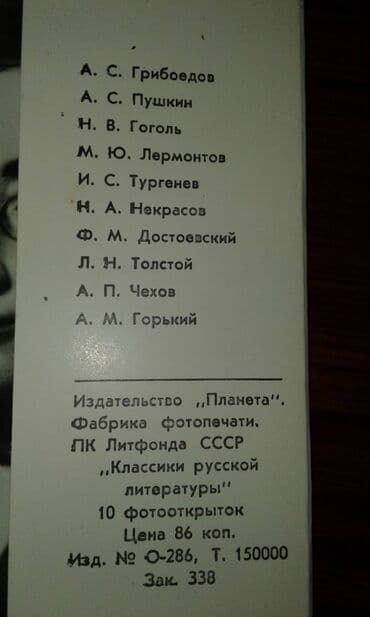 А. С. Грибоедов
А. С. Пушкин
Н. В. Гоголь
М. Ю. Лермонтов
И. С. Тургенев
Н. А. Некрасов
Ф. М. Достоевский
Л. Н. Толстой
А. П. Чехов
А. М. Горький
Издательство „Планета".
Фабрика фотопечати.
ПК Литфонда СССР
„Классики русской
литературы"
10 фотооткрыток
Цена 86 коп.
Изд. № О-286, Т. 150000
Зак. 338